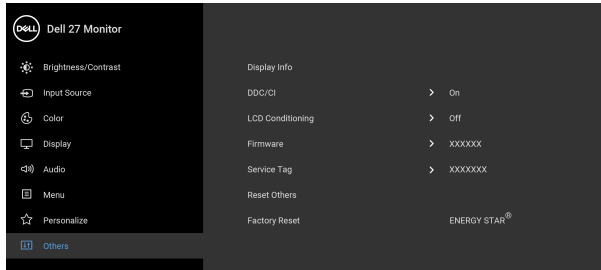 DELL Dell 27 Monitor
Brightness/Contrast
Input Source
Color
Display
Audio
Menu
Personalize
Others
Display Info
DDC/CI > On
LCD Conditioning > Off
Firmware > XXXXXX
Service Tag > XXXXXXX
Reset Others
Factory Reset ENERGY STAR®